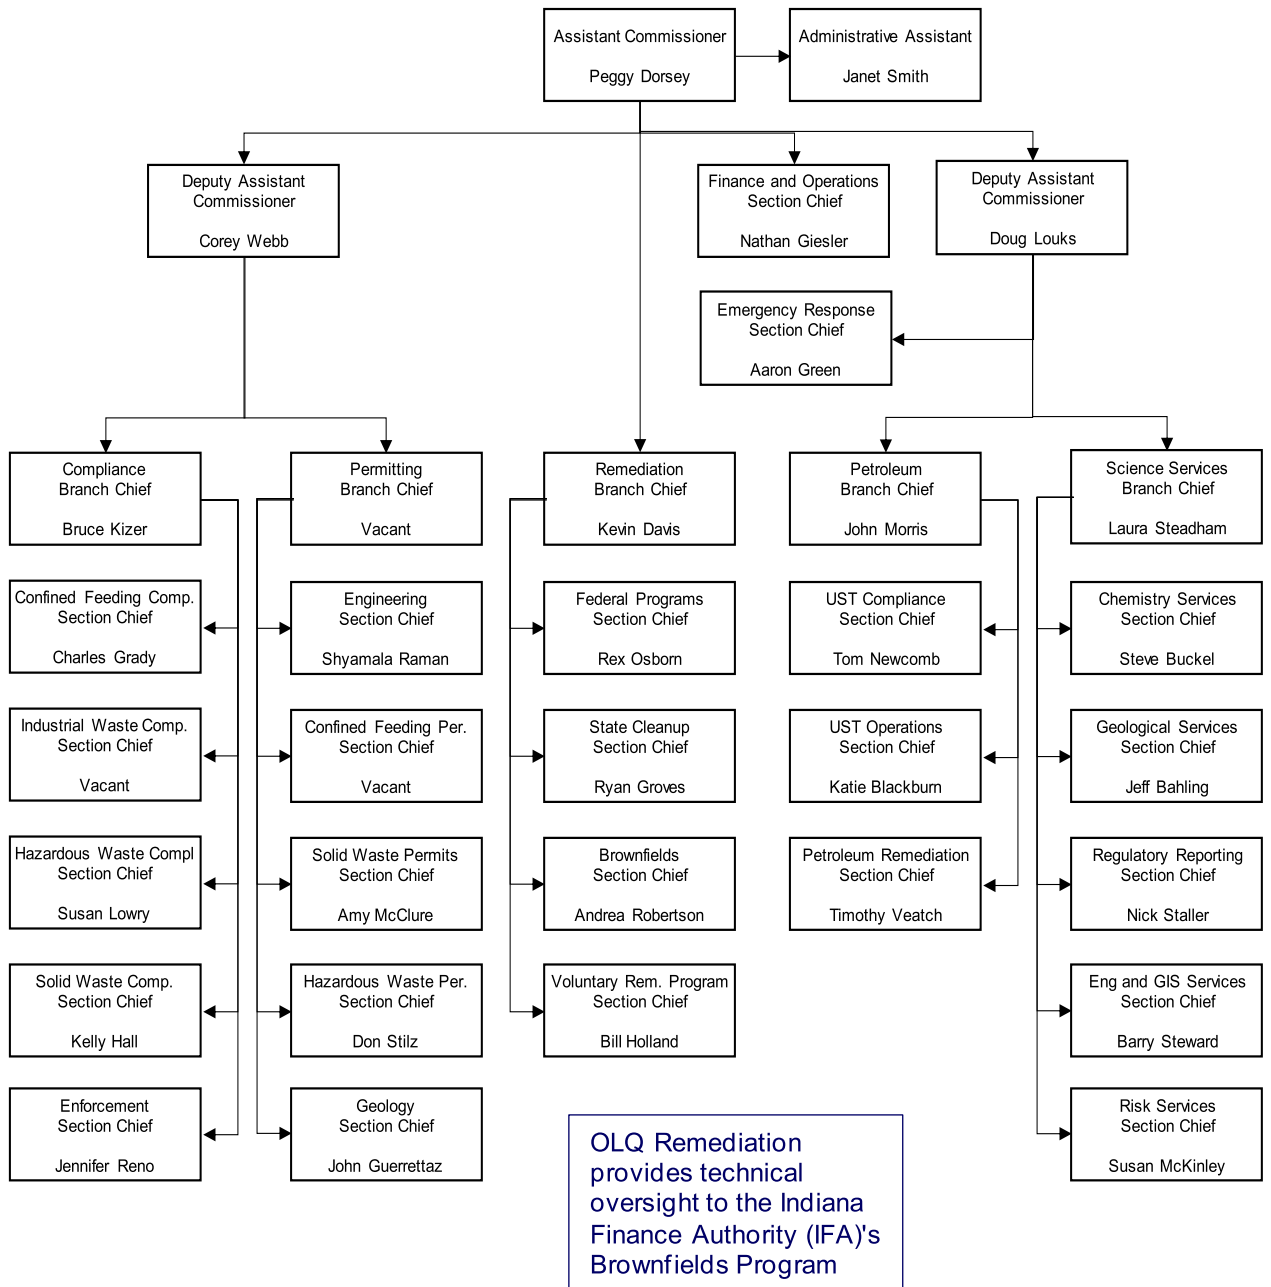 Assistant Commissioner
Peggy Dorsey
Administrative Assistant
Janet Smith
Deputy Assistant
Commissioner
Corey Webb
Finance and Operations
Section Chief
Nathan Giesler
Deputy Assistant
Commissioner
Doug Louks
Emergency Response
Section Chief
Aaron Green
Compliance
Branch Chief
Bruce Kizer
Permitting
Branch Chief
Vacant
Remediation
Branch Chief
Kevin Davis
Petroleum
Branch Chief
John Morris
Science Services
Branch Chief
Laura Steadham
Confined Feeding Comp.
Section Chief
Charles Grady
Engineering
Section Chief
Shyamala Raman
Federal Programs
Section Chief
Rex Osborn
UST Compliance
Section Chief
Tom Newcomb
Chemistry Services
Section Chief
Steve Buckel
Industrial Waste Comp.
Section Chief
Vacant
Confined Feeding Per.
Section Chief
Vacant
State Cleanup
Section Chief
Ryan Groves
UST Operations
Section Chief
Katie Blackburn
Geological Services
Section Chief
Jeff Bahling
Hazardous Waste Compl
Section Chief
Susan Lowry
Solid Waste Permits
Section Chief
Amy McClure
Brownfields
Section Chief
Andrea Robertson
Petroleum Remediation
Section Chief
Timothy Veatch
Regulatory Reporting
Section Chief
Nick Staller
Solid Waste Comp.
Section Chief
Kelly Hall
Hazardous Waste Per.
Section Chief
Don Stilz
Voluntary Rem. Program
Section Chief
Bill Holland
Eng and GIS Services
Section Chief
Barry Steward
Enforcement
Section Chief
Jennifer Reno
Geology
Section Chief
John Guerrettaz
Risk Services
Section Chief
Susan McKinley
OLQ Remediation
provides technical
oversight to the Indiana
Finance Authority (IFA)'s
Brownfields Program